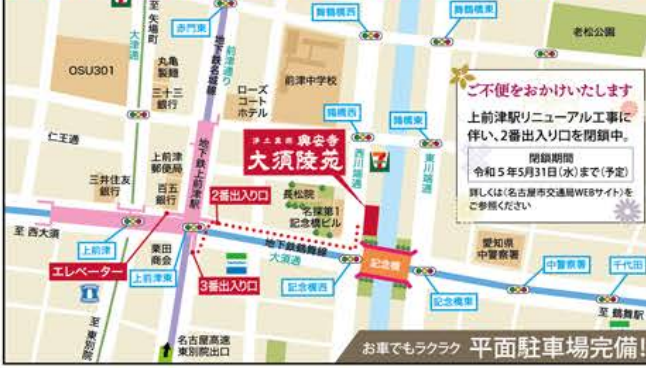 至 矢場町
大津通
赤門東
地下鉄名城線
前津通り
舞鶴橋西
舞鶴橋東
老松公園
OSU301
丸亀
製麺
三十三
銀行
ローズ
コート
ホテル
前津中学校
鶴橋西
鶴橋東
仁王通
浄土真宗 興安寺
大須陵苑
西川端通
東川端通
上前津
郵便局
地下鉄上前津駅
三井住友
銀行
百五
銀行
2番出入り口
長松院
名探第1
記念橋ビル
至 西大須
上前津
栗田
商会
地下鉄鶴舞線
大須通
記念橋
エレベーター
上前津東
3番出入り口
記念橋西
記念橋東
愛知県
中警察署
中警察署
千代田
至 鶴舞駅
至 東別院
名古屋高速
東別院出口
ご不便をおかけいたします
上前津駅リニューアル工事に
伴い、2番出入り口を閉鎖中。
閉鎖期間
令和5年5月31日(水)まで(予定)
詳しくは(名古屋市交通局WEBサイト)を
ご参照ください
お車でもラクラク 平面駐車場完備!